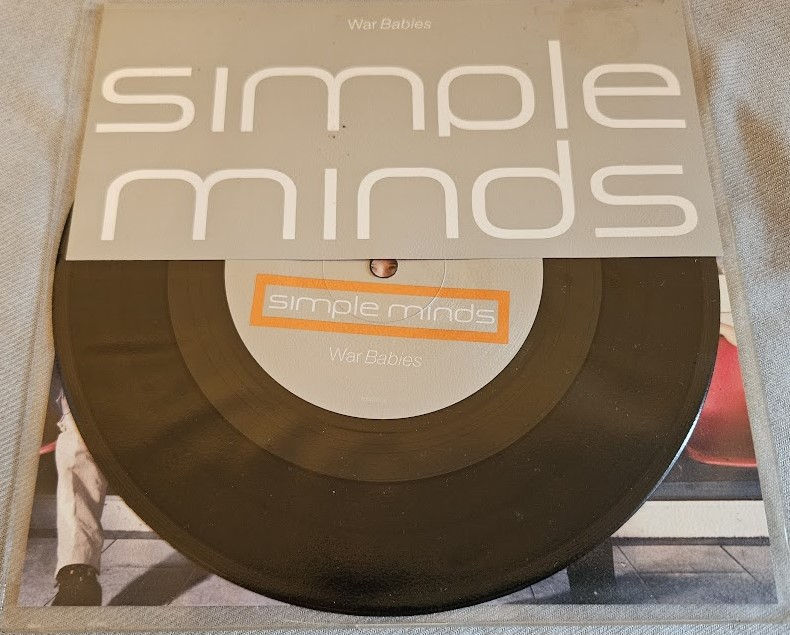 War Babies
simple
minds
simple minds
War Babies